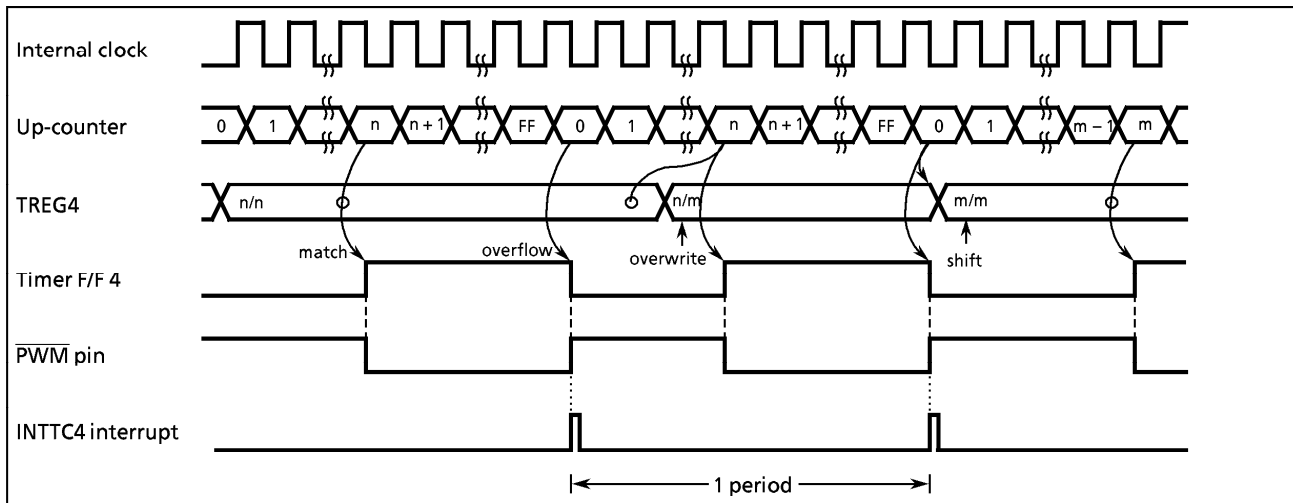 Internal clock
Up-counter 0 1 n n + 1 FF 0 1 n n + 1 FF 0 1 m − 1 m
TREG4 n/n n/m m/m
match overflow overwrite shift
Timer F/F 4
PWM pin
INTTC4 interrupt
1 period